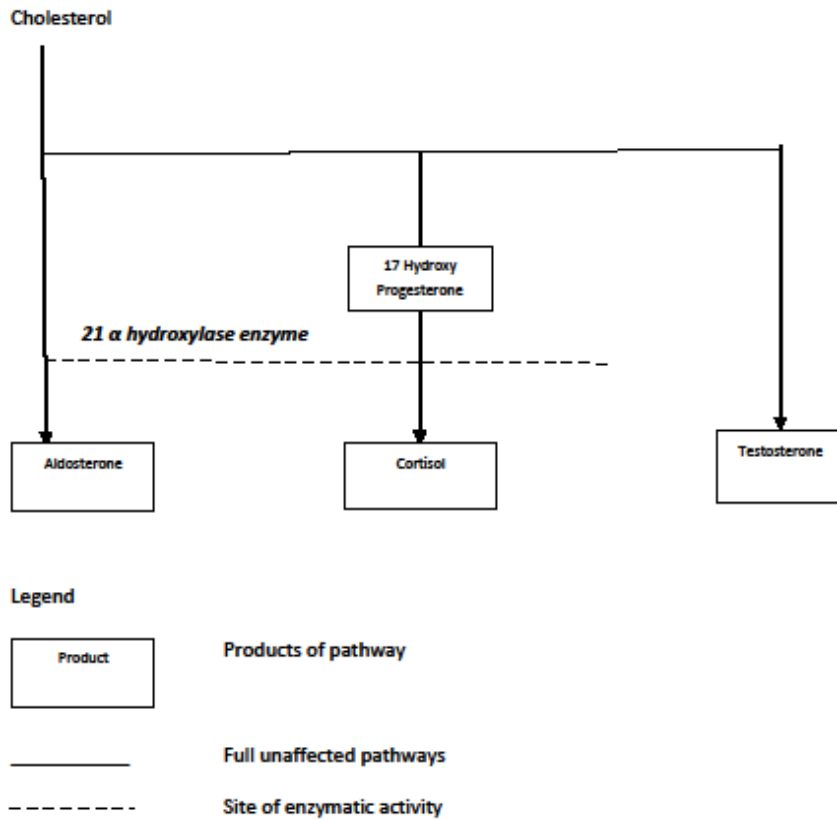 Cholesterol
17 Hydroxy
Progesterone
21 α hydroxylase enzyme
Aldosterone
Cortisol
Testosterone
Legend
Product
Products of pathway
Full unaffected pathways
Site of enzymatic activity